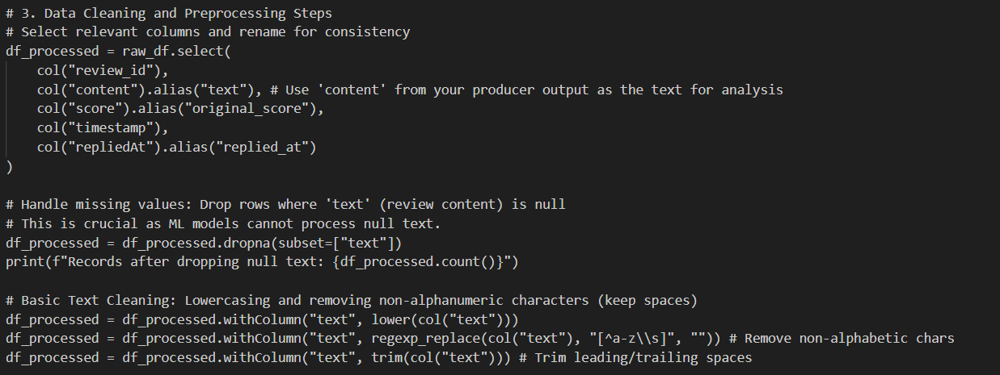 # 3. Data Cleaning and Preprocessing Steps
# Select relevant columns and rename for consistency
df_processed = raw_df.select(
    col("review_id"),
    col("content").alias("text"), # Use 'content' from your producer output as the text for analysis
    col("score").alias("original_score"),
    col("timestamp"),
    col("repliedAt").alias("replied_at")
)

# Handle missing values: Drop rows where 'text' (review content) is null
# This is crucial as ML models cannot process null text.
df_processed = df_processed.dropna(subset=["text"])
print(f"Records after dropping null text: {df_processed.count()}")

# Basic Text Cleaning: Lowercasing and removing non-alphanumeric characters (keep spaces)
df_processed = df_processed.withColumn("text", lower(col("text")))
df_processed = df_processed.withColumn("text", regexp_replace(col("text"), "[^a-z\\s]", "")) # Remove non-alphabetic chars
df_processed = df_processed.withColumn("text", trim(col("text"))) # Trim leading/trailing spaces